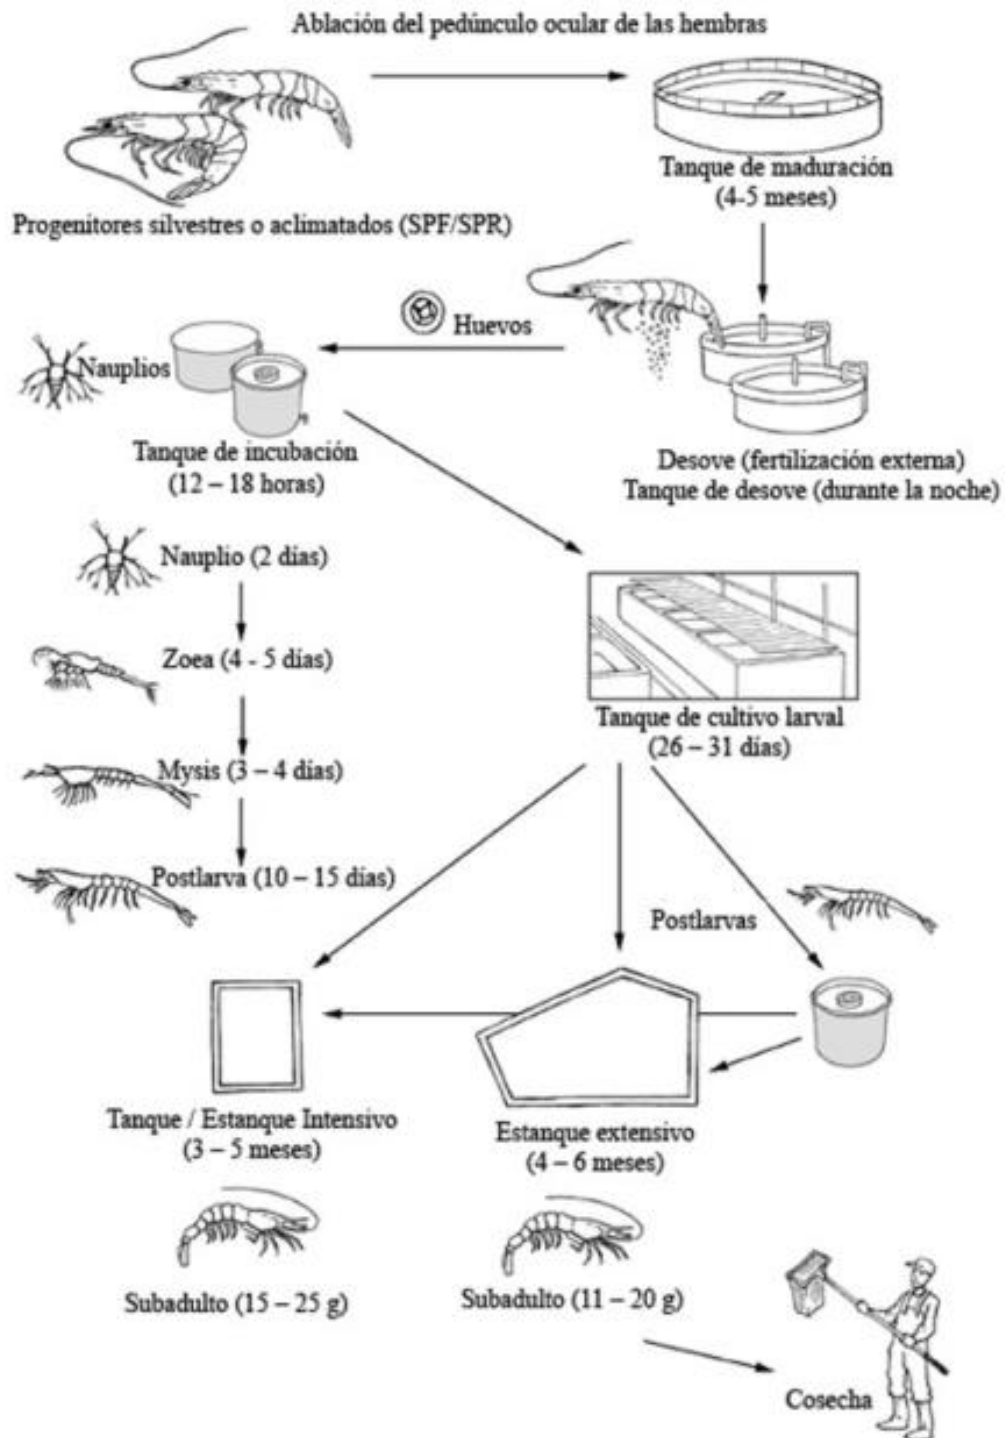 Ablación del pedúnculo ocular de las hembras
Tanque de maduración
(4-5 meses)
Progenitores silvestres o aclimatados (SPF/SPR)
Huevos
Nauplios
Tanque de incubación
(12 – 18 horas)
Desove (fertilización externa)
Tanque de desove (durante la noche)
Nauplio (2 días)
Zoea (4 - 5 días)
Mysis (3 – 4 días)
Postlarva (10 – 15 días)
Tanque de cultivo larval
(26 – 31 días)
Postlarvas
Tanque / Estanque Intensivo
(3 – 5 meses)
Estanque extensivo
(4 – 6 meses)
Subadulto (15 – 25 g)
Subadulto (11 – 20 g)
Cosecha